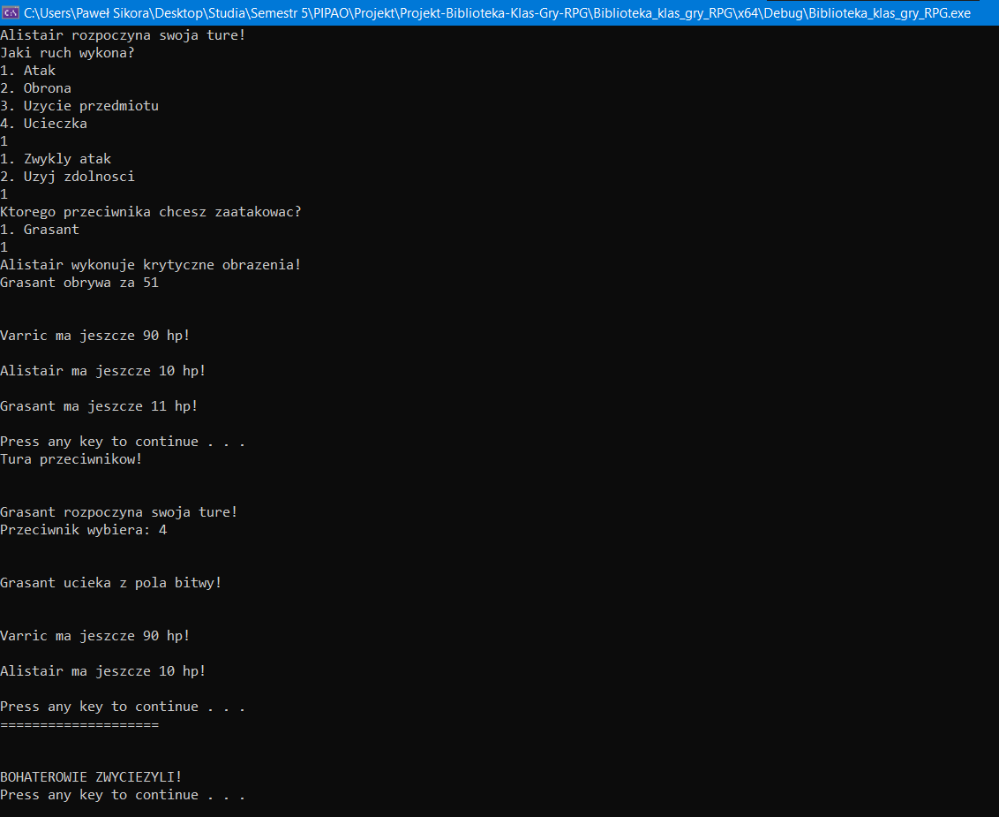 C:\Users\Paweł Sikora\Desktop\Studia\Semestr 5\PIPAO\Projekt\Projekt-Biblioteka-Klas-Gry-RPG\Biblioteka_klas_gry_RPG\x64\Debug\Biblioteka_klas_gry_RPG.exe
Alistair rozpoczyna swoja ture!
Jaki ruch wykona?
1. Atak
2. Obrona
3. Uzycie przedmiotu
4. Ucieczka
1
1. Zwykly atak
2. Uzyj zdolnosci
1
Ktorego przeciwnika chcesz zaatakowac?
1. Grasant
1
Alistair wykonuje krytyczne obrazenia!
Grasant obrywa za 51
Varric ma jeszcze 90 hp!
Alistair ma jeszcze 10 hp!
Grasant ma jeszcze 11 hp!
Press any key to continue . . .
Tura przeciwnikow!
Grasant rozpoczyna swoja ture!
Przeciwnik wybiera: 4
Grasant ucieka z pola bitwy!
Varric ma jeszcze 90 hp!
Alistair ma jeszcze 10 hp!
Press any key to continue . . .
====================
BOHATEROWIE ZWYCIEZYLI!
Press any key to continue . . .